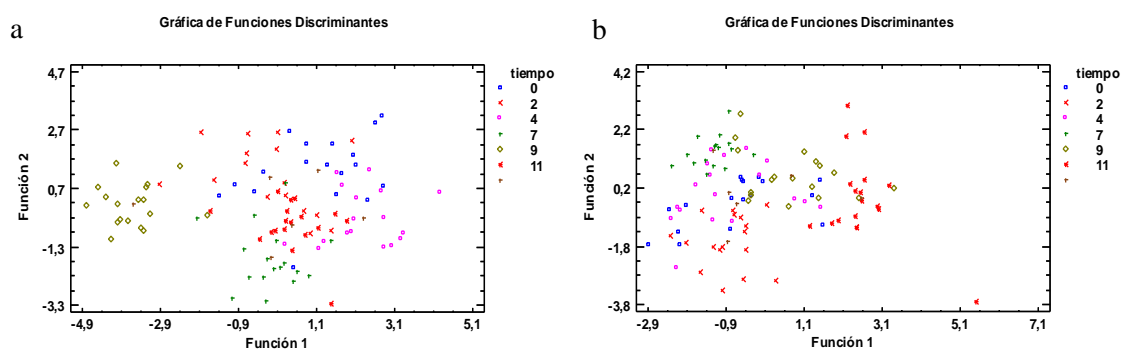 a
Gráfica de Funciones Discriminantes
Función 2
4,7
2,7
0,7
-1,3
-3,3
-4,9 -2,9 -0,9 1,1 3,1 5,1
Función 1
tiempo
0
2
4
7
9
11
b
Gráfica de Funciones Discriminantes
Función 2
4,2
2,2
0,2
-1,8
-3,8
-2,9 -0,9 1,1 3,1 5,1 7,1
Función 1
tiempo
0
2
4
7
9
11